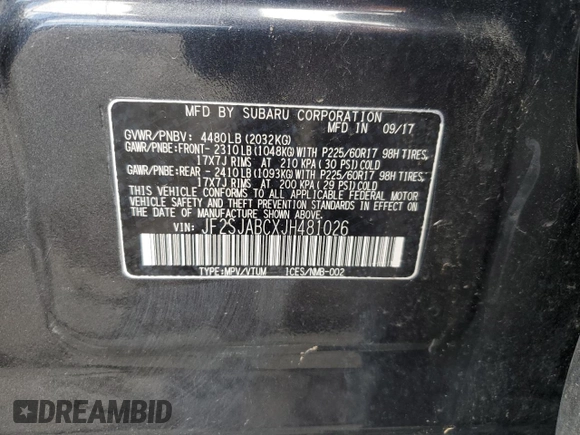 MFD BY SUBARU CORPORATION
MFD IN 09/17
GVWR/PNBV: 4480LB(2032KG)
GAWR/PNBE:FRONT-2310LB(1048KG)WITH P225/60R17 98H TIRES,
17X7J RIMS AT 210 KPA( 30 PSI)COLD
GAWR/PNBE:REAR -2410LB(1093KG)WITH P225/60R17 98H TIRES,
17X7J RIMS AT 200 KPA(29 PSI)COLD
THIS VEHICLE CONFORMS TO ALL APPLICABLE FEDERAL MOTOR
VEHICLE SAFETY AND THEFT PREVENTION STANDARDS IN
EFFECT ON THE DATE OF MANUFACTURE SHOWN ABOVE.
VIN: JF2SJABCXJH481026
TYPE:MPV/VTUM ICES/NMB-002
DREAMBID